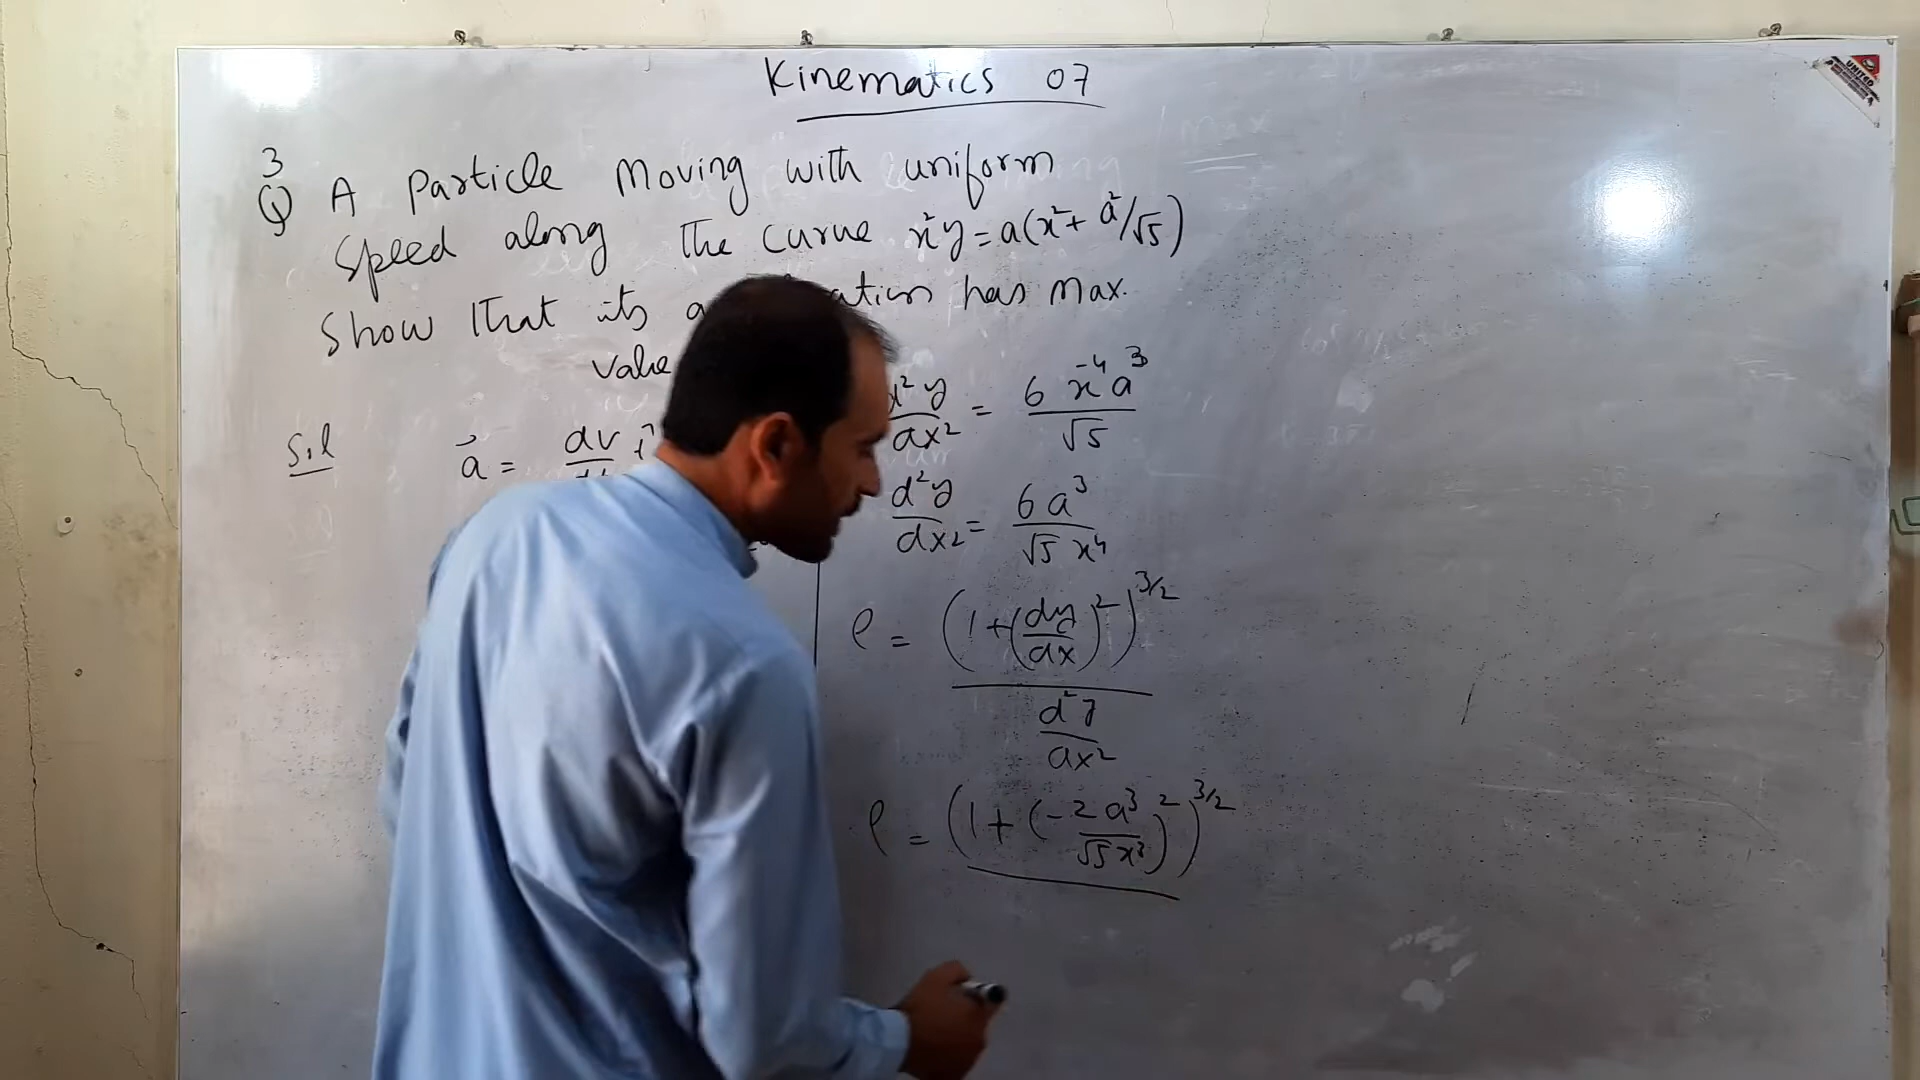 Kinematics 07
3
Q A Particle Moving with uniform
Speed along The curve x²y = a(x² + a²/√5)
Show That its has Max.
Value
Sol a⃗ = dv
d²y/dx² = 6 x⁻⁴ a³/√5
d²y/dx² = 6a³/√5 x⁴
ρ = (1+(dy/dx)²)^3/2 / d²y/dx²
ρ = (1+(-2a³/√5 x³)²)^3/2
UNITED